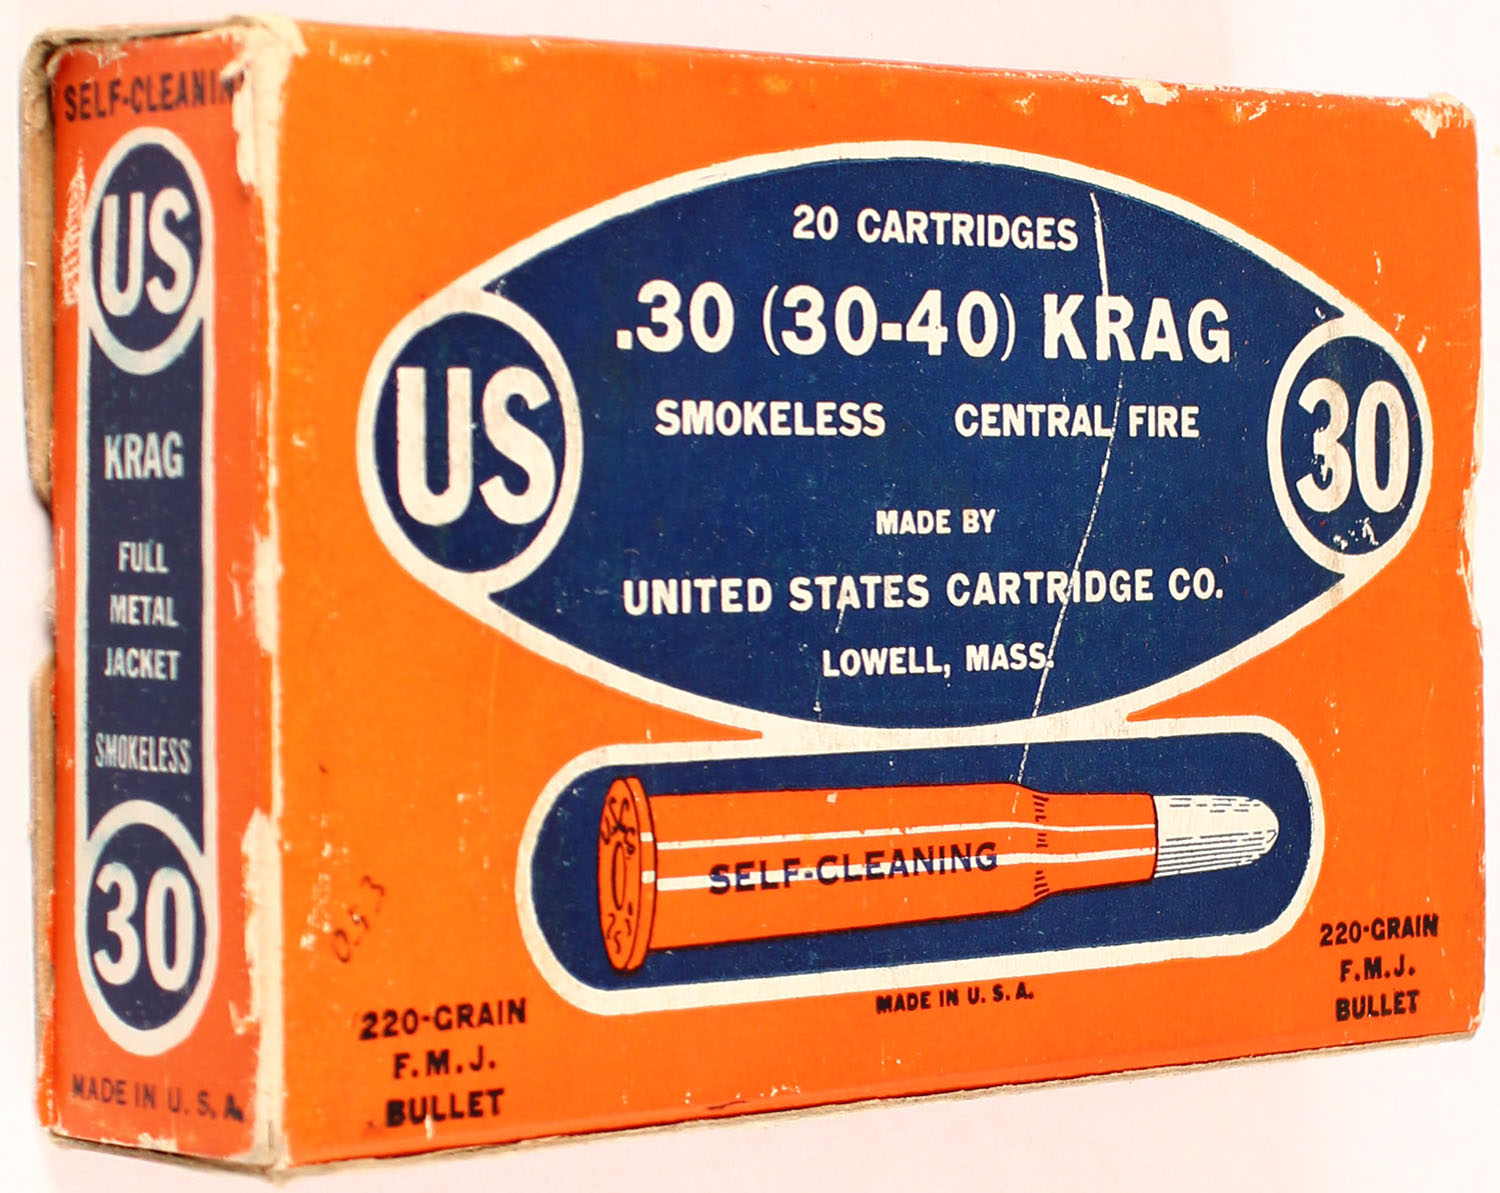 SELF-CLEANIN
US
KRAG
FULL
METAL
JACKET
SMOKELESS
30
MADE IN U. S. A.
20 CARTRIDGES
.30 (30-40) KRAG
SMOKELESS CENTRAL FIRE
US
30
MADE BY
UNITED STATES CARTRIDGE CO.
LOWELL, MASS.
SELF-CLEANING
MADE IN U. S. A.
220-GRAIN
F.M.J.
BULLET
220-GRAIN
F.M.J.
BULLET